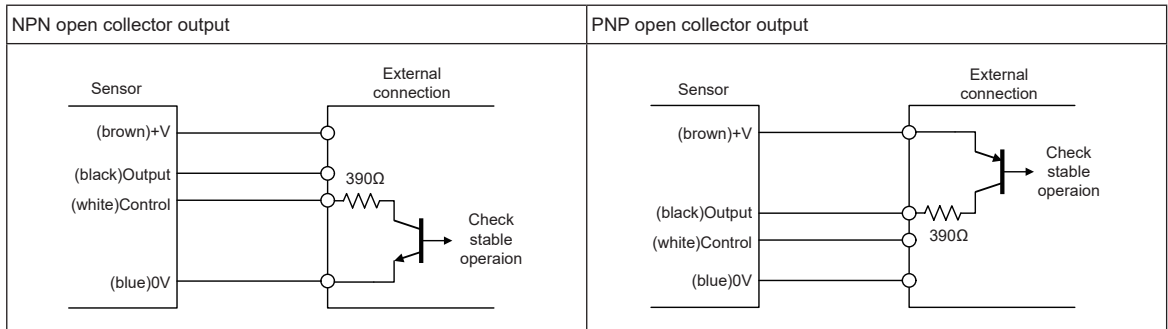 NPN open collector output
Sensor
External
connection
(brown)+V
(black)Output
390Ω
(white)Control
Check
stable
operaion
(blue)0V
PNP open collector output
Sensor
External
connection
(brown)+V
Check
stable
operaion
(black)Output
390Ω
(white)Control
(blue)0V